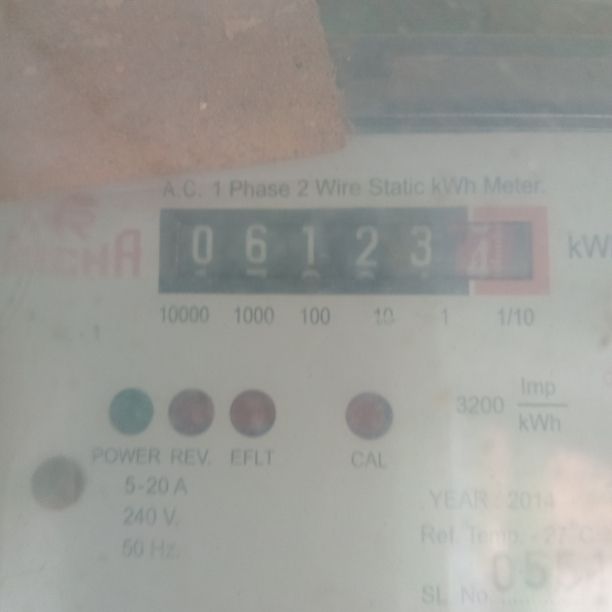 A.C. 1 Phase 2 Wire Static kWh Meter.
0 6 1 2 3 4
10000 1000 100 10 1 1/10
3200 Imp
kWh
POWER REV. EFLT CAL
5-20 A
240 V.
50 Hz.
YEAR : 2014
Ref. Temp. - 27°C
SL. No.